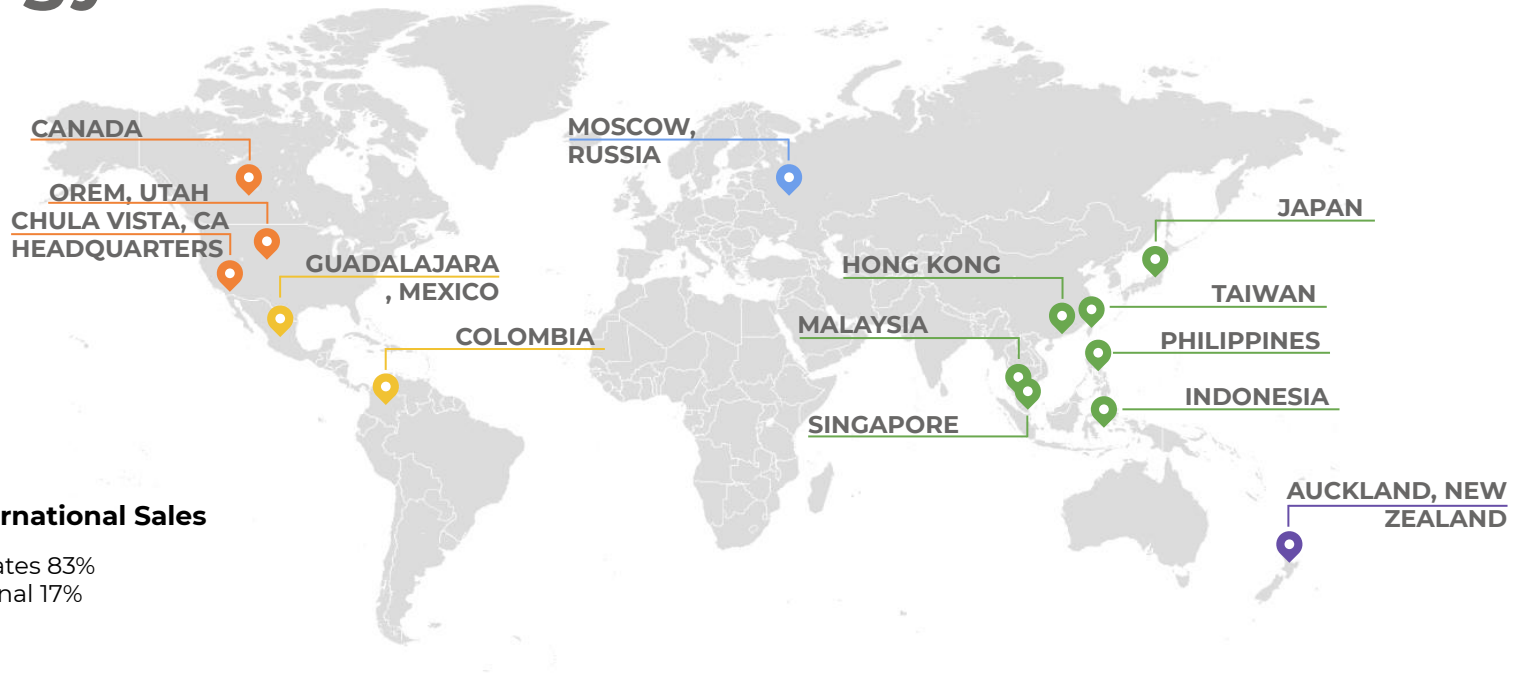 CANADA
OREM, UTAH
CHULA VISTA, CA
HEADQUARTERS
GUADALAJARA
, MEXICO
COLOMBIA
MOSCOW,
RUSSIA
JAPAN
HONG KONG
TAIWAN
MALAYSIA
PHILIPPINES
INDONESIA
SINGAPORE
AUCKLAND, NEW
ZEALAND
rnational Sales
ates 83%
nal 17%